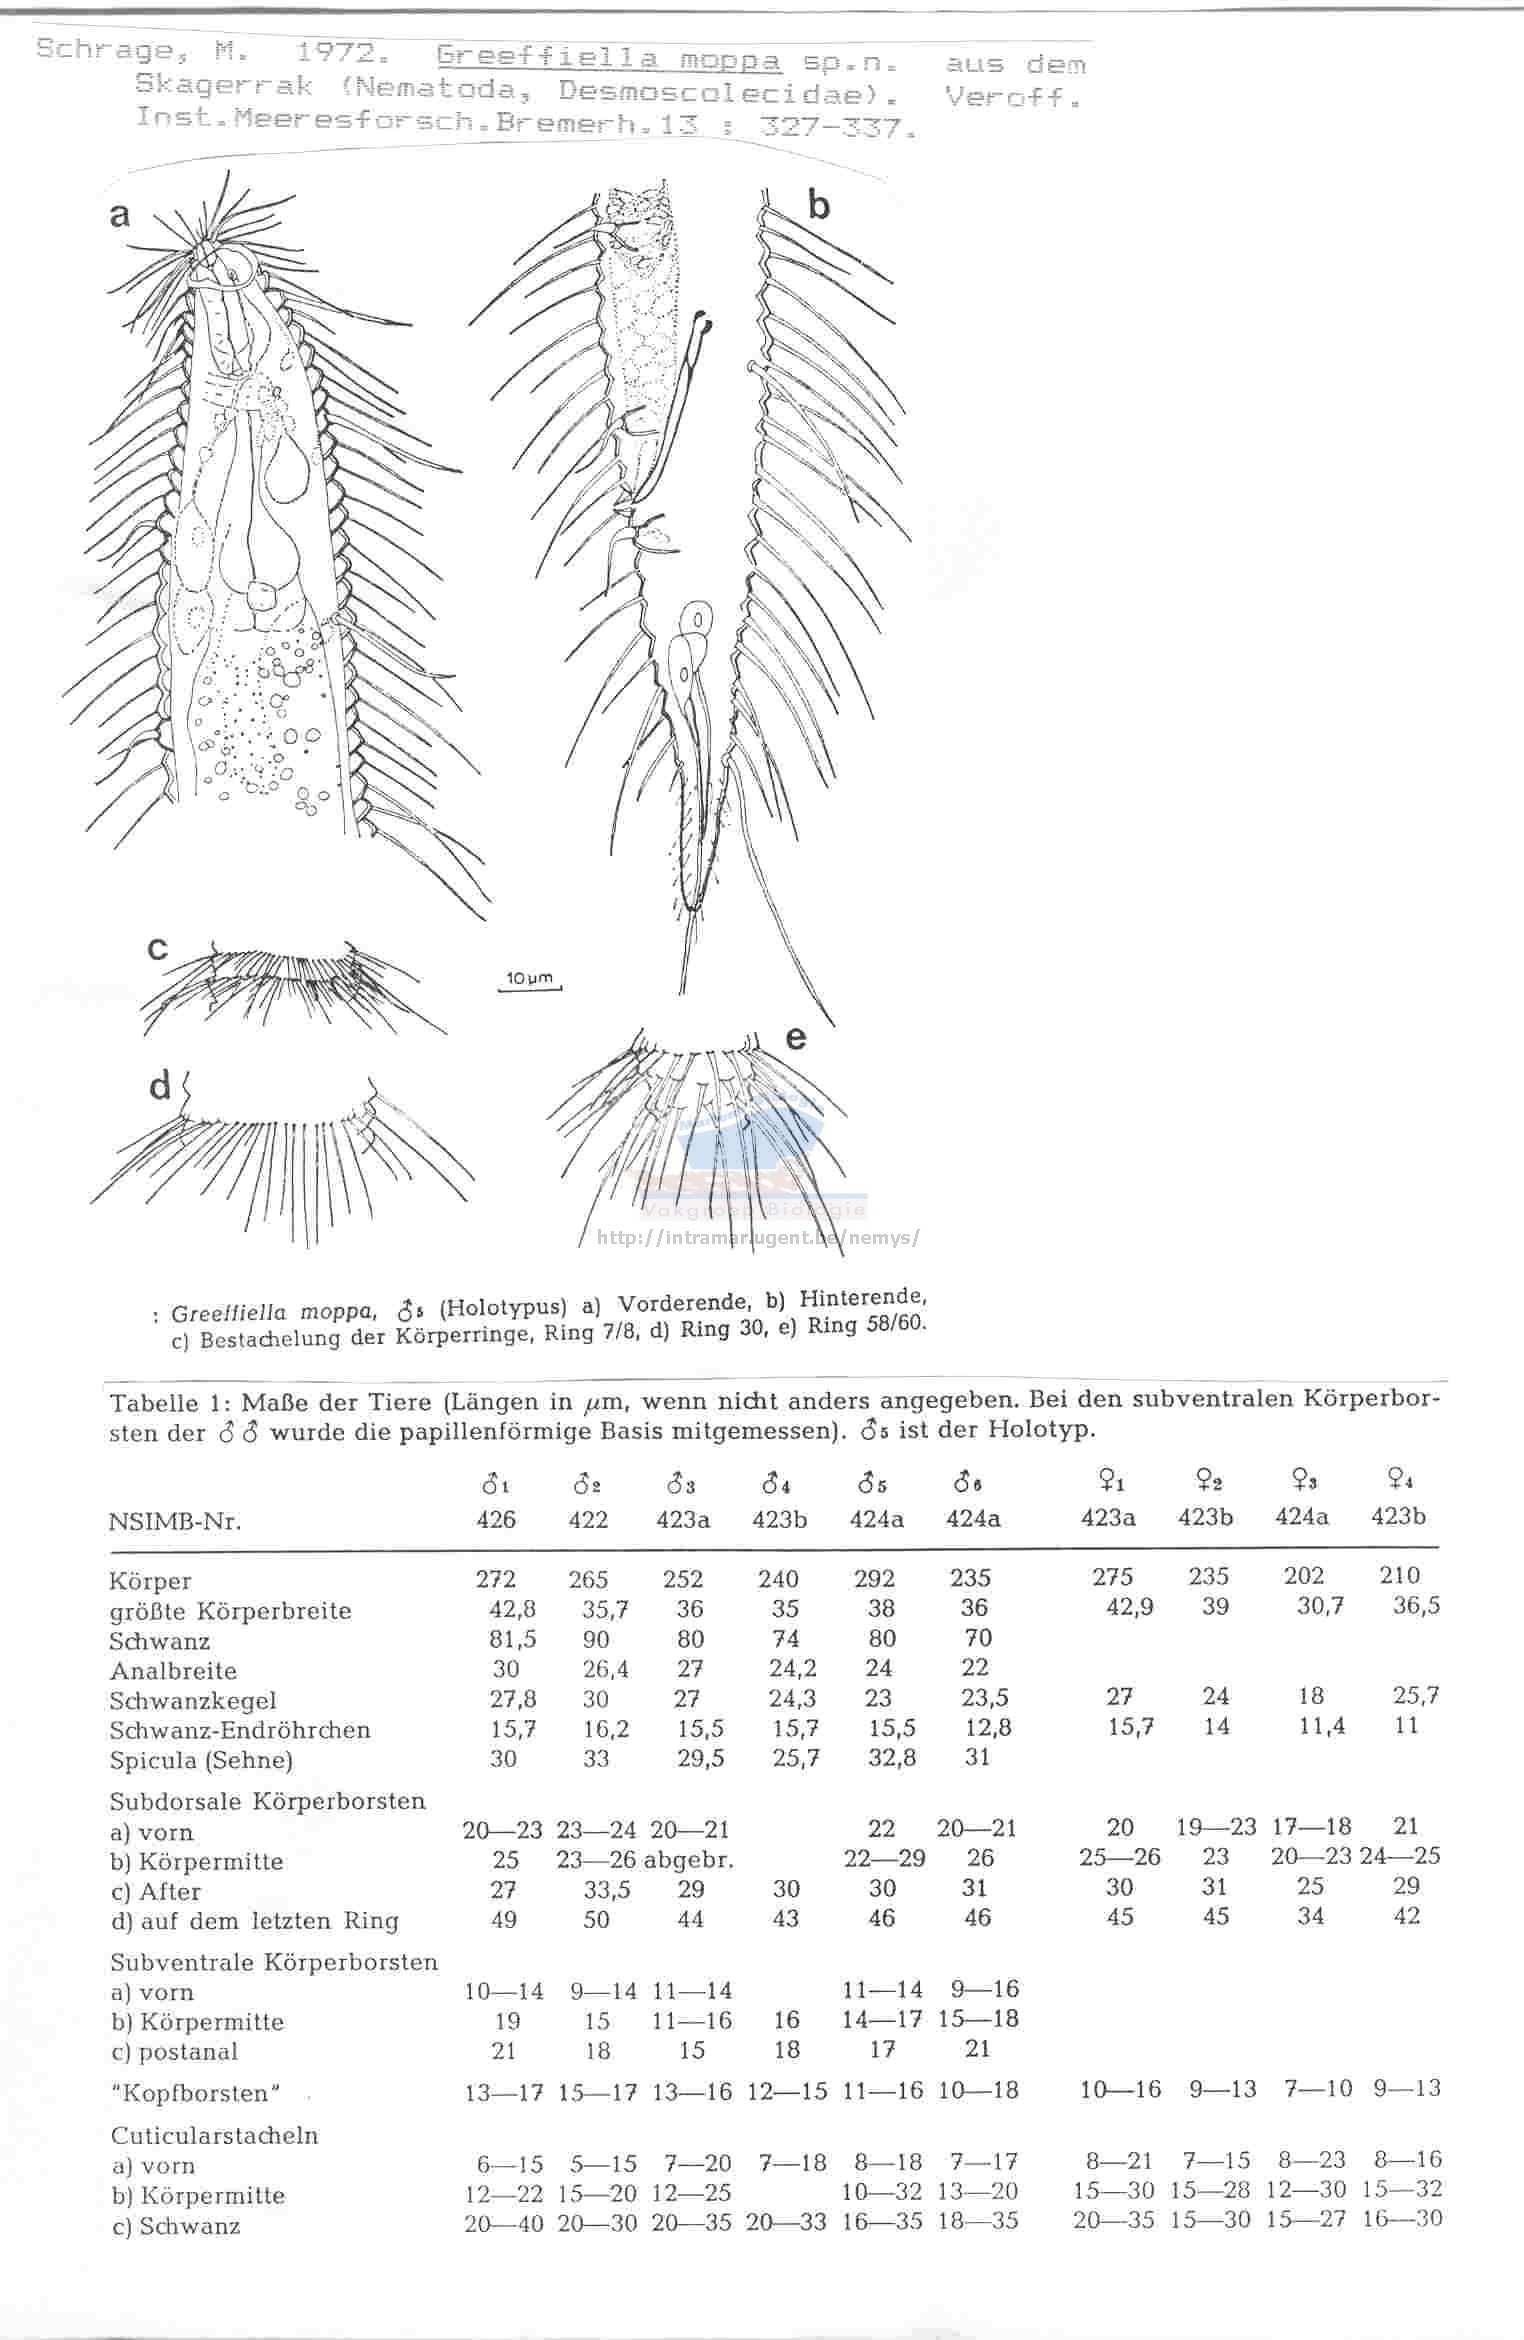 Schrage, M. 1972. Greeffiella moppa sp.n. aus dem
Skagerrak (Nematoda, Desmoscolecidae). Veroff.
Inst.Meeresforsch.Bremerh.13 : 327-337.
a
b
c
10 µm
d
e
Vakgroep Biologie
http://intramar.ugent.be/nemys/
: Greeffiella moppa, ♂5 (Holotypus) a) Vorderende, b) Hinterende,
c) Bestachelung der Körperringe, Ring 7/8, d) Ring 30, e) Ring 58/60.
Tabelle 1: Maße der Tiere (Längen in µm, wenn nicht anders angegeben. Bei den subventralen Körperbor-
sten der ♂♂ wurde die papillenförmige Basis mitgemessen). ♂5 ist der Holotyp.
♂1 ♂2 ♂3 ♂4 ♂5 ♂6 ♀1 ♀2 ♀3 ♀4
NSIMB-Nr. 426 422 423a 423b 424a 424a 423a 423b 424a 423b
Körper 272 265 252 240 292 235 275 235 202 210
größte Körperbreite 42,8 35,7 36 35 38 36 42,9 39 30,7 36,5
Schwanz 81,5 90 80 74 80 70
Analbreite 30 26,4 27 24,2 24 22
Schwanzkegel 27,8 30 27 24,3 23 23,5 27 24 18 25,7
Schwanz-Endröhrchen 15,7 16,2 15,5 15,7 15,5 12,8 15,7 14 11,4 11
Spicula (Sehne) 30 33 29,5 25,7 32,8 31
Subdorsale Körperborsten
a) vorn 20—23 23—24 20—21 22 20—21 20 19—23 17—18 21
b) Körpermitte 25 23—26 abgebr. 22—29 26 25—26 23 20—23 24—25
c) After 27 33,5 29 30 30 31 30 31 25 29
d) auf dem letzten Ring 49 50 44 43 46 46 45 45 34 42
Subventrale Körperborsten
a) vorn 10—14 9—14 11—14 11—14 9—16
b) Körpermitte 19 15 11—16 16 14—17 15—18
c) postanal 21 18 15 18 17 21
"Kopfborsten" 13—17 15—17 13—16 12—15 11—16 10—18 10—16 9—13 7—10 9—13
Cuticularstacheln
a) vorn 6—15 5—15 7—20 7—18 8—18 7—17 8—21 7—15 8—23 8—16
b) Körpermitte 12—22 15—20 12—25 10—32 13—20 15—30 15—28 12—30 15—32
c) Schwanz 20—40 20—30 20—35 20—33 16—35 18—35 20—35 15—30 15—27 16—30